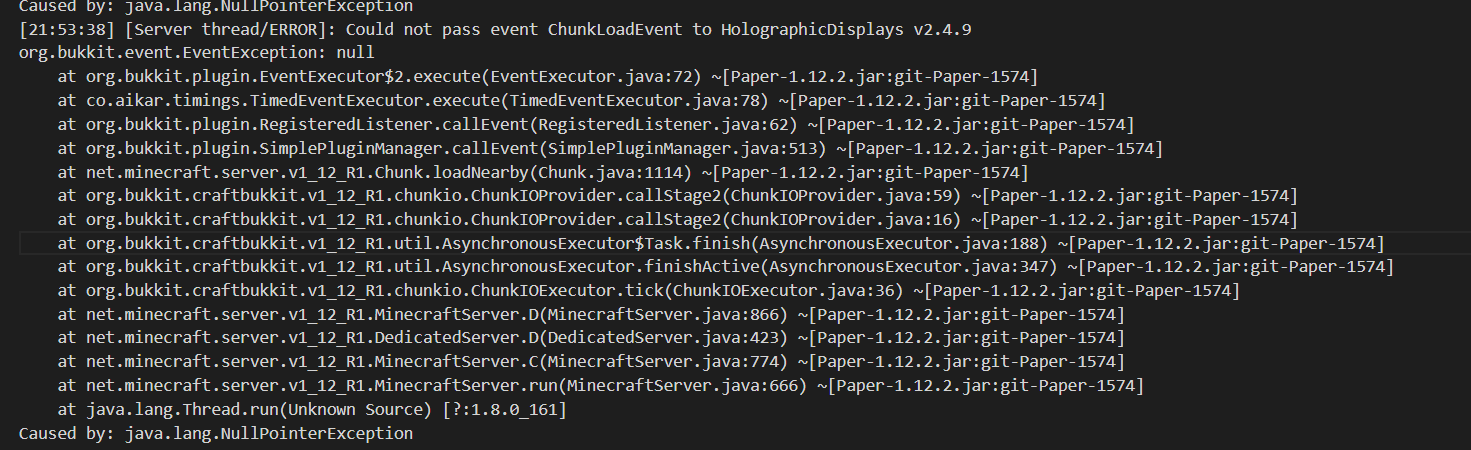 Caused by: java.lang.NullPointerException
[21:53:38] [Server thread/ERROR]: Could not pass event ChunkLoadEvent to HolographicDisplays v2.4.9
org.bukkit.event.EventException: null
    at org.bukkit.plugin.EventExecutor$2.execute(EventExecutor.java:72) ~[Paper-1.12.2.jar:git-Paper-1574]
    at co.aikar.timings.TimedEventExecutor.execute(TimedEventExecutor.java:78) ~[Paper-1.12.2.jar:git-Paper-1574]
    at org.bukkit.plugin.RegisteredListener.callEvent(RegisteredListener.java:62) ~[Paper-1.12.2.jar:git-Paper-1574]
    at org.bukkit.plugin.SimplePluginManager.callEvent(SimplePluginManager.java:513) ~[Paper-1.12.2.jar:git-Paper-1574]
    at net.minecraft.server.v1_12_R1.Chunk.loadNearby(Chunk.java:1114) ~[Paper-1.12.2.jar:git-Paper-1574]
    at org.bukkit.craftbukkit.v1_12_R1.chunkio.ChunkIOProvider.callStage2(ChunkIOProvider.java:59) ~[Paper-1.12.2.jar:git-Paper-1574]
    at org.bukkit.craftbukkit.v1_12_R1.chunkio.ChunkIOProvider.callStage2(ChunkIOProvider.java:16) ~[Paper-1.12.2.jar:git-Paper-1574]
    at org.bukkit.craftbukkit.v1_12_R1.util.AsynchronousExecutor$Task.finish(AsynchronousExecutor.java:188) ~[Paper-1.12.2.jar:git-Paper-1574]
    at org.bukkit.craftbukkit.v1_12_R1.util.AsynchronousExecutor.finishActive(AsynchronousExecutor.java:347) ~[Paper-1.12.2.jar:git-Paper-1574]
    at org.bukkit.craftbukkit.v1_12_R1.chunkio.ChunkIOExecutor.tick(ChunkIOExecutor.java:36) ~[Paper-1.12.2.jar:git-Paper-1574]
    at net.minecraft.server.v1_12_R1.MinecraftServer.D(MinecraftServer.java:866) ~[Paper-1.12.2.jar:git-Paper-1574]
    at net.minecraft.server.v1_12_R1.DedicatedServer.D(DedicatedServer.java:423) ~[Paper-1.12.2.jar:git-Paper-1574]
    at net.minecraft.server.v1_12_R1.MinecraftServer.C(MinecraftServer.java:774) ~[Paper-1.12.2.jar:git-Paper-1574]
    at net.minecraft.server.v1_12_R1.MinecraftServer.run(MinecraftServer.java:666) ~[Paper-1.12.2.jar:git-Paper-1574]
    at java.lang.Thread.run(Unknown Source) [?:1.8.0_161]
Caused by: java.lang.NullPointerException